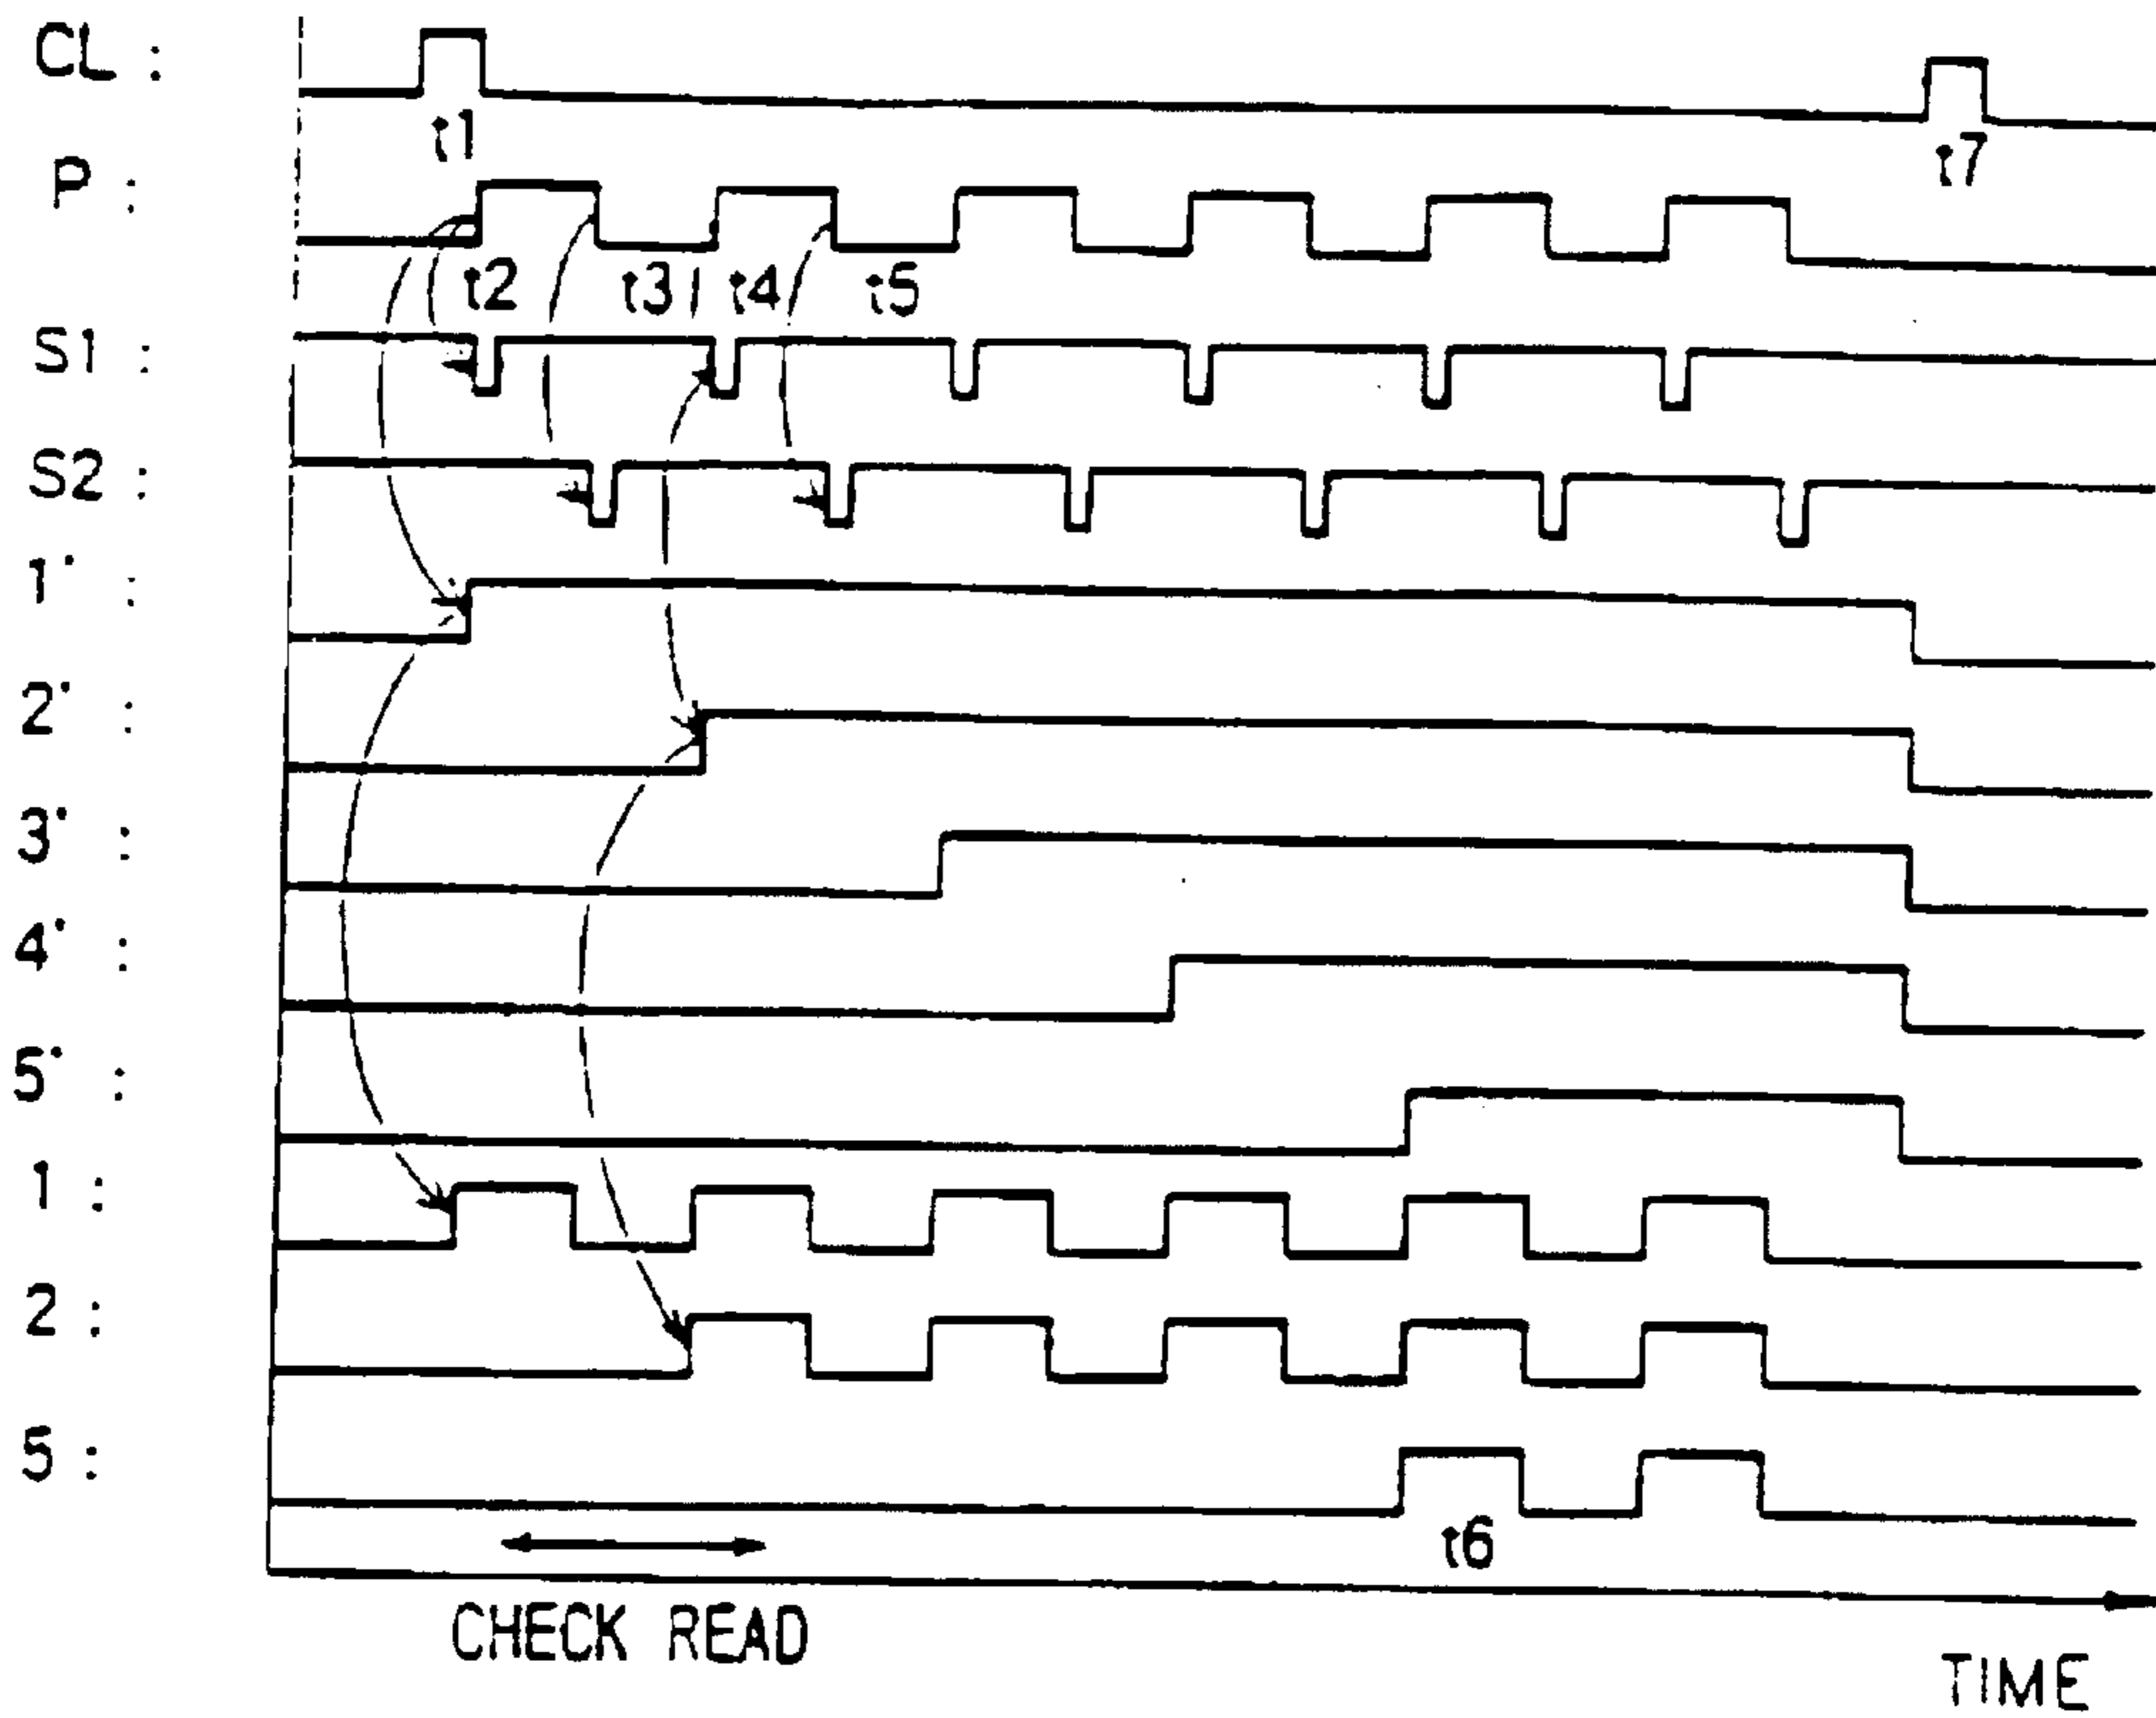 CL :
t1
t7
P :
t2 t3 t4 t5
S1 :
S2 :
1' :
2' :
3' :
4' :
5' :
1 :
2 :
5 :
t6
CHECK READ
TIME